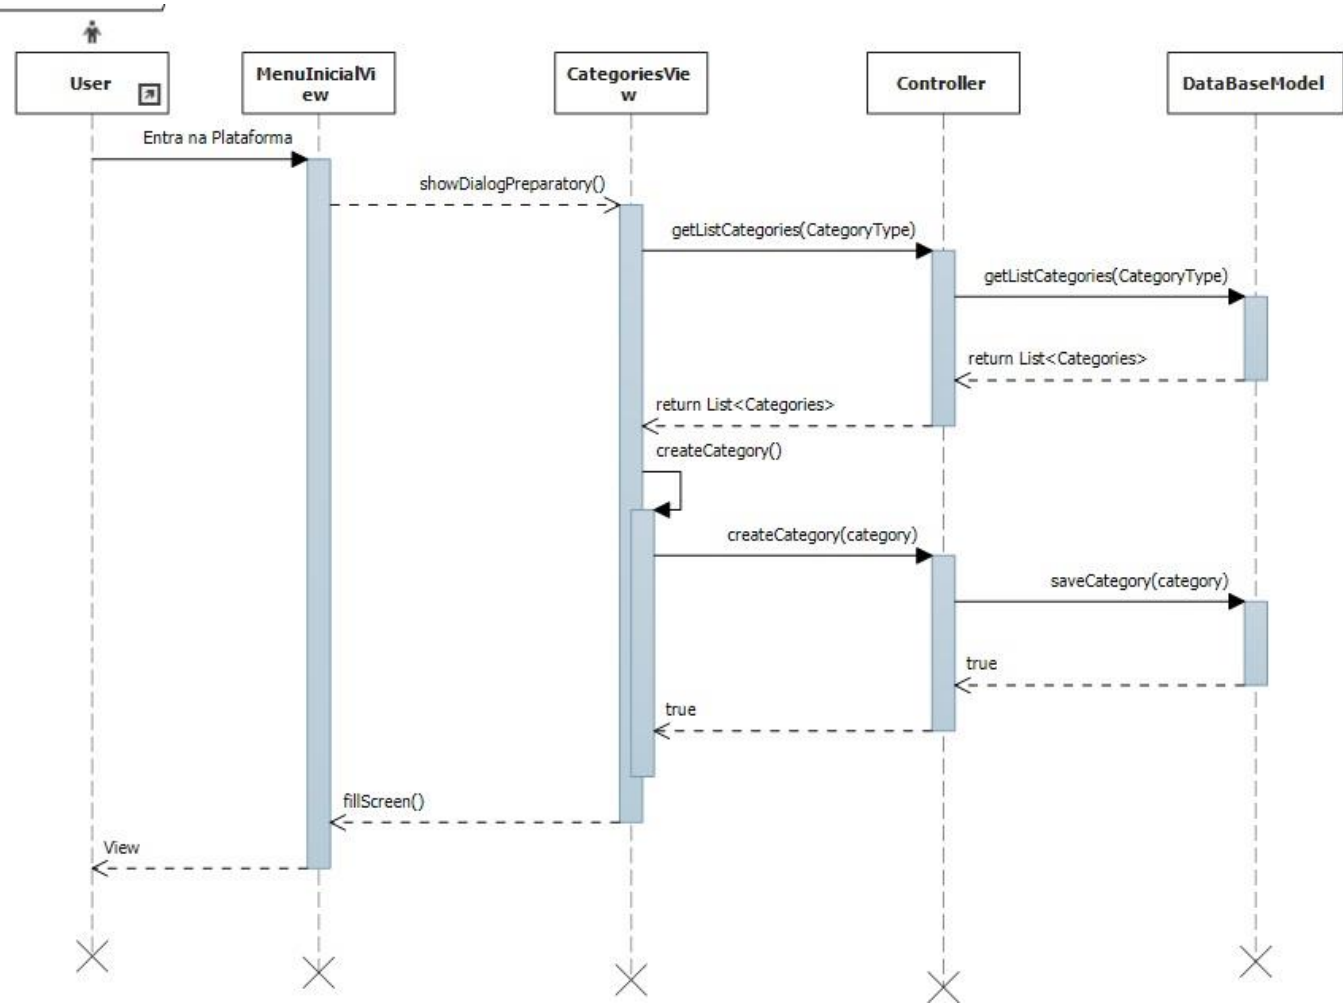 User
MenuInicialVi
ew
CategoriesVie
w
Controller
DataBaseModel
Entra na Plataforma
showDialogPreparatory()
getListCategories(CategoryType)
getListCategories(CategoryType)
return List<Categories>
return List<Categories>
createCategory()
createCategory(category)
saveCategory(category)
true
true
fillScreen()
View